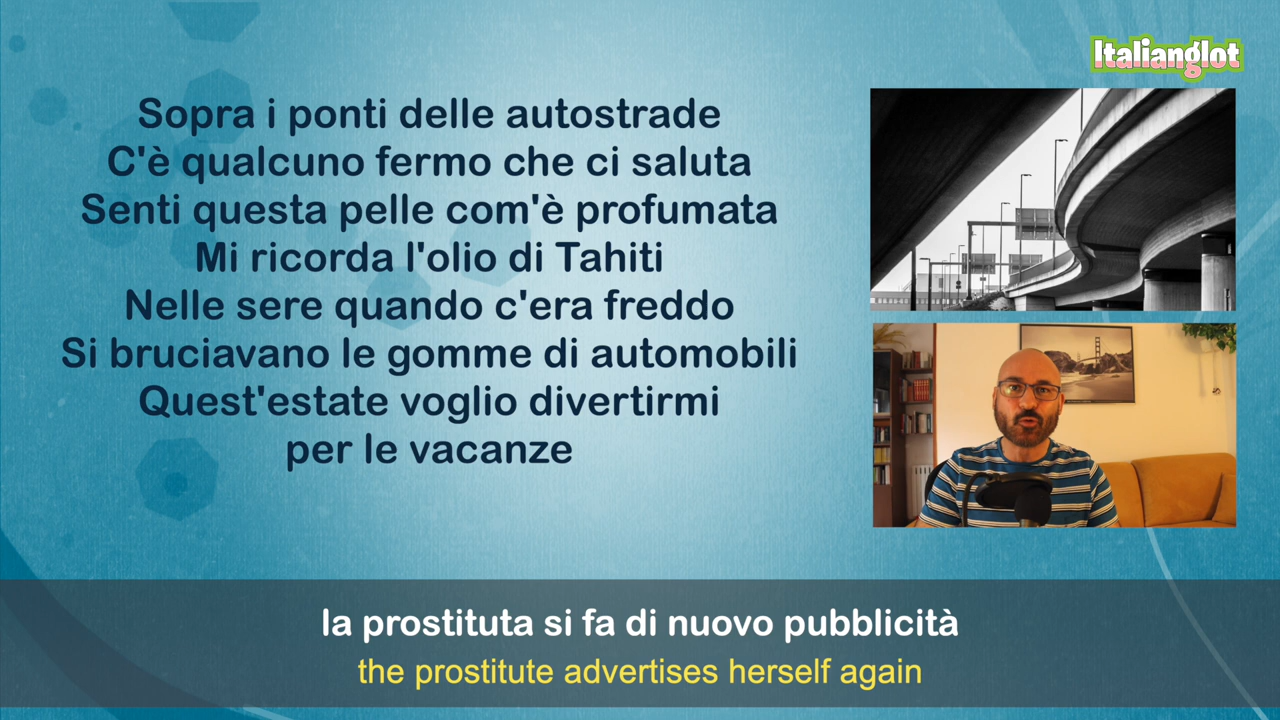 Italianglot
Sopra i ponti delle autostrade
C'è qualcuno fermo che ci saluta
Senti questa pelle com'è profumata
Mi ricorda l'olio di Tahiti
Nelle sere quando c'era freddo
Si bruciavano le gomme di automobili
Quest'estate voglio divertirmi
per le vacanze
la prostituta si fa di nuovo pubblicità
the prostitute advertises herself again